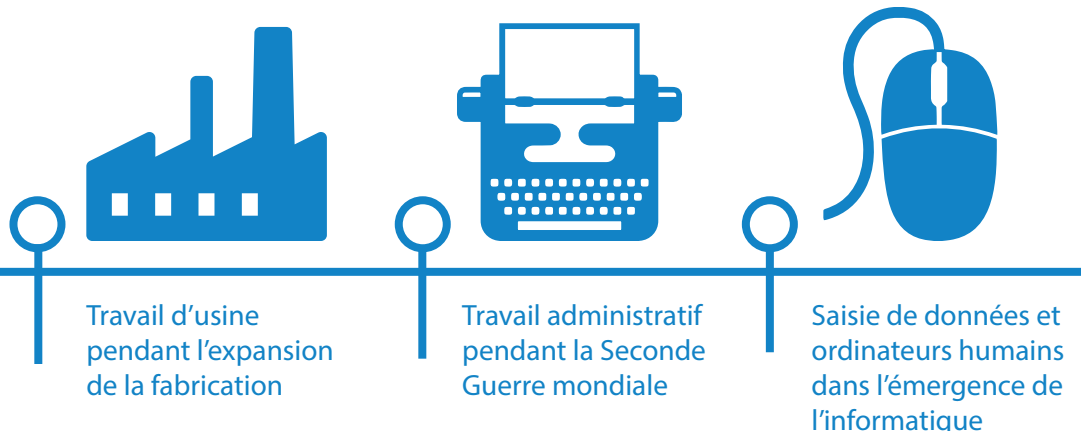 Travail d’usine
pendant l’expansion
de la fabrication
Travail administratif
pendant la Seconde
Guerre mondiale
Saisie de données et
ordinateurs humains
dans l’émergence de
l’informatique